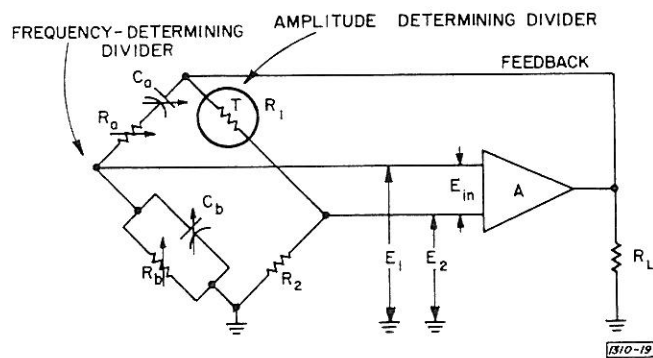 FREQUENCY-DETERMINING
DIVIDER
AMPLITUDE DETERMINING DIVIDER
FEEDBACK
Ca
Ra
T
R1
A
Ein
Cb
Rb
R2
E1
E2
RL
1310-19